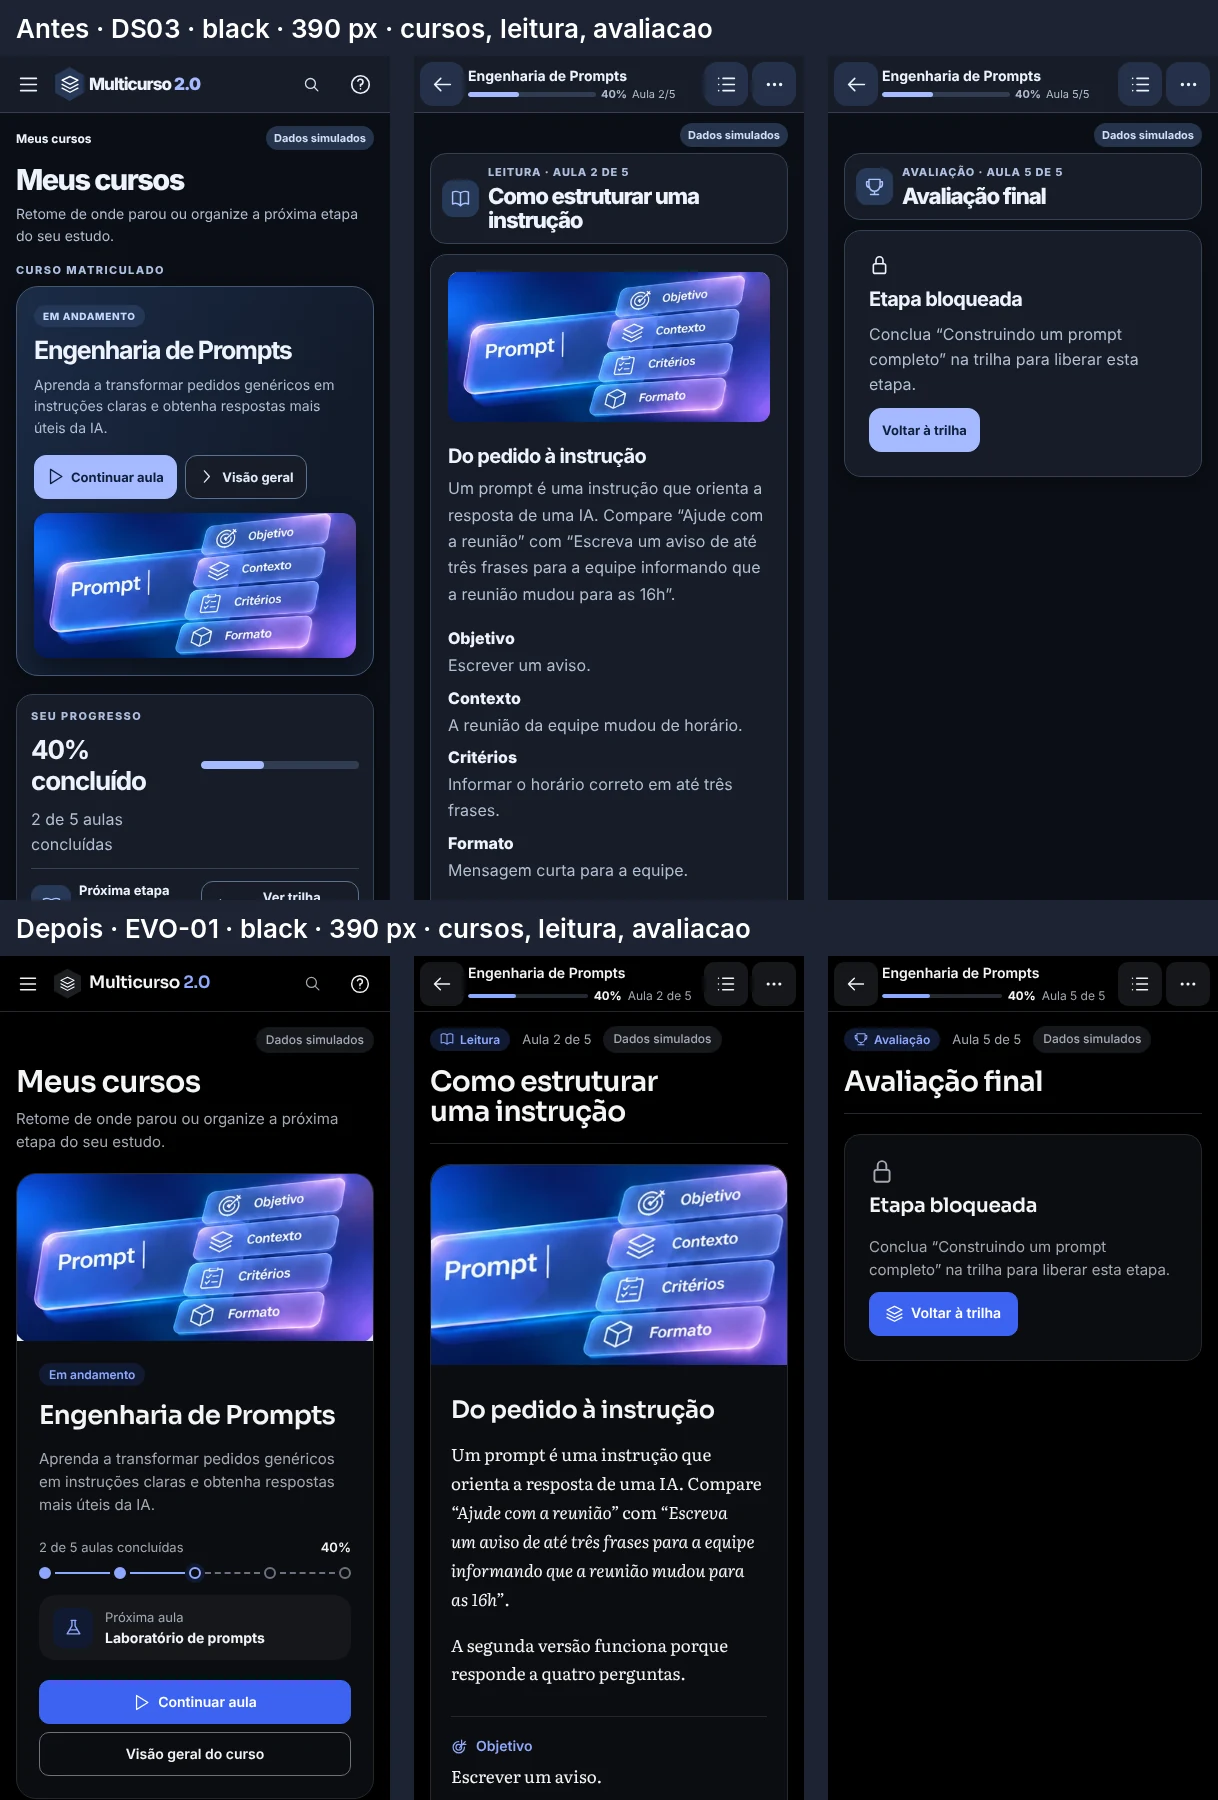 Antes · DS03 · black · 390 px · cursos, leitura, avaliacao
Multicurso 2.0
Meus cursos
Dados simulados
Meus cursos
Retome de onde parou ou organize a próxima etapa
do seu estudo.
CURSO MATRICULADO
EM ANDAMENTO
Engenharia de Prompts
Aprenda a transformar pedidos genéricos em
instruções claras e obtenha respostas mais
úteis da IA.
Continuar aula
Visão geral
Prompt
Objetivo
Contexto
Critérios
Formato
SEU PROGRESSO
40%
concluído
2 de 5 aulas
concluídas
Próxima etapa
Ver trilha
Engenharia de Prompts
40% Aula 2/5
Dados simulados
LEITURA · AULA 2 DE 5
Como estruturar uma
instrução
Prompt
Objetivo
Contexto
Critérios
Formato
Do pedido à instrução
Um prompt é uma instrução que orienta a
resposta de uma IA. Compare “Ajude com
a reunião” com “Escreva um aviso de até
três frases para a equipe informando que
a reunião mudou para as 16h”.
Objetivo
Escrever um aviso.
Contexto
A reunião da equipe mudou de horário.
Critérios
Informar o horário correto em até três
frases.
Formato
Mensagem curta para a equipe.
Engenharia de Prompts
40% Aula 5/5
Dados simulados
AVALIAÇÃO · AULA 5 DE 5
Avaliação final
Etapa bloqueada
Conclua “Construindo um prompt
completo” na trilha para liberar esta
etapa.
Voltar à trilha
Depois · EVO-01 · black · 390 px · cursos, leitura, avaliacao
Multicurso 2.0
Dados simulados
Meus cursos
Retome de onde parou ou organize a próxima
etapa do seu estudo.
Prompt
Objetivo
Contexto
Critérios
Formato
Em andamento
Engenharia de Prompts
Aprenda a transformar pedidos genéricos
em instruções claras e obtenha respostas
mais úteis da IA.
2 de 5 aulas concluídas 40%
Próxima aula
Laboratório de prompts
Continuar aula
Visão geral do curso
Engenharia de Prompts
40% Aula 2 de 5
Leitura Aula 2 de 5 Dados simulados
Como estruturar
uma instrução
Prompt
Objetivo
Contexto
Critérios
Formato
Do pedido à instrução
Um prompt é uma instrução que
orienta a resposta de uma IA. Compare
“Ajude com a reunião” com “Escreva
um aviso de até três frases para a equipe
informando que a reunião mudou para
as 16h”.
A segunda versão funciona porque
responde a quatro perguntas.
Objetivo
Escrever um aviso.
Engenharia de Prompts
40% Aula 5 de 5
Avaliação Aula 5 de 5 Dados simulados
Avaliação final
Etapa bloqueada
Conclua “Construindo um prompt
completo” na trilha para liberar esta etapa.
Voltar à trilha